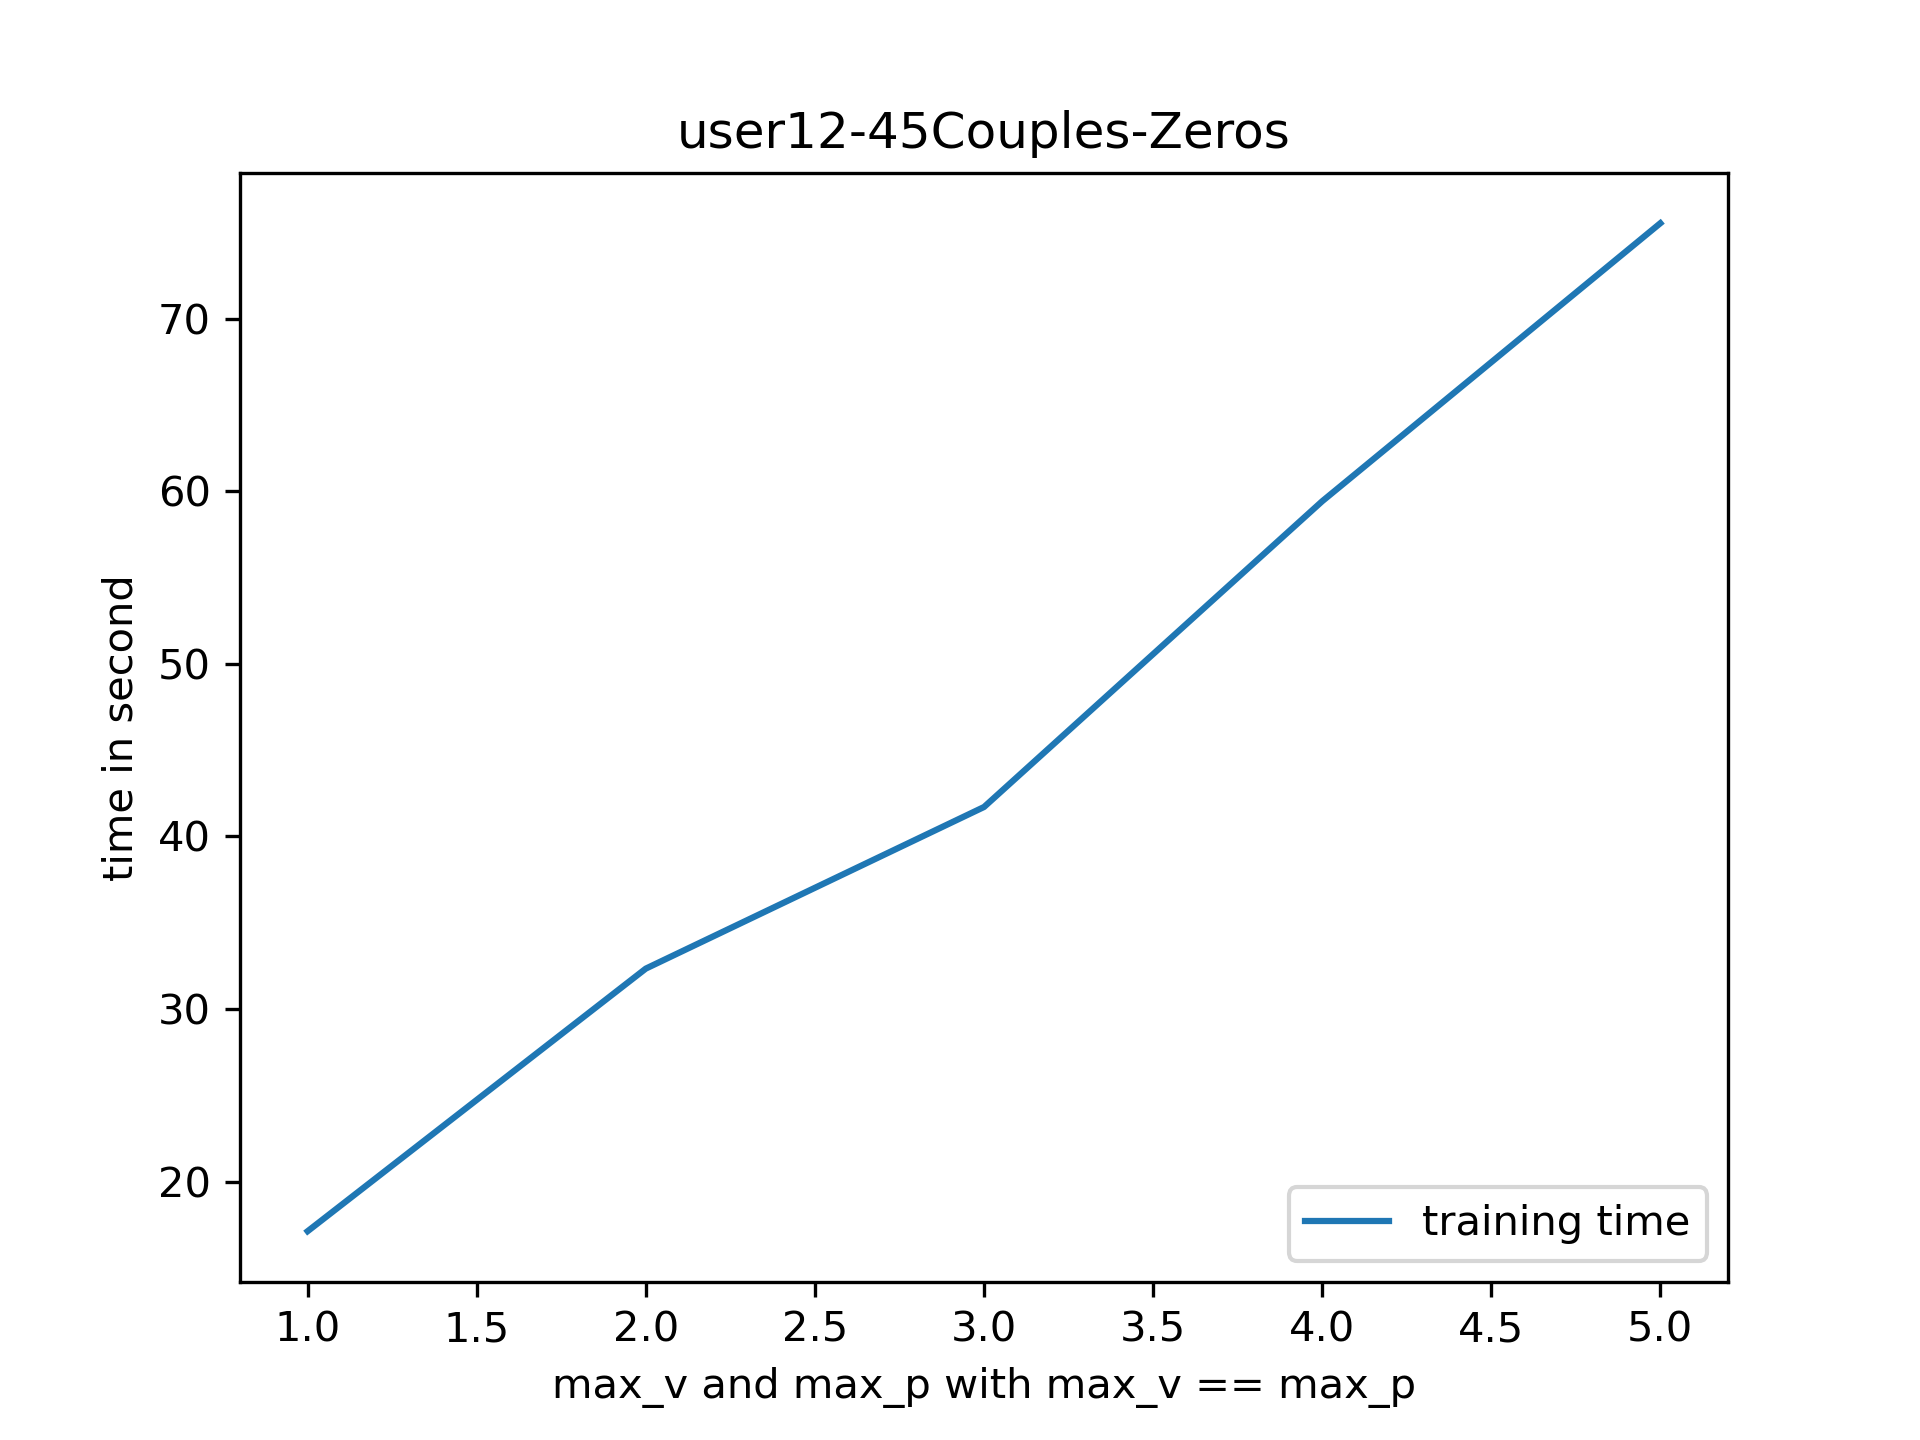 user12-45Couples-Zeros
70
60
50
40
30
20
time in second
training time
1.0 1.5 2.0 2.5 3.0 3.5 4.0 4.5 5.0
max_v and max_p with max_v == max_p